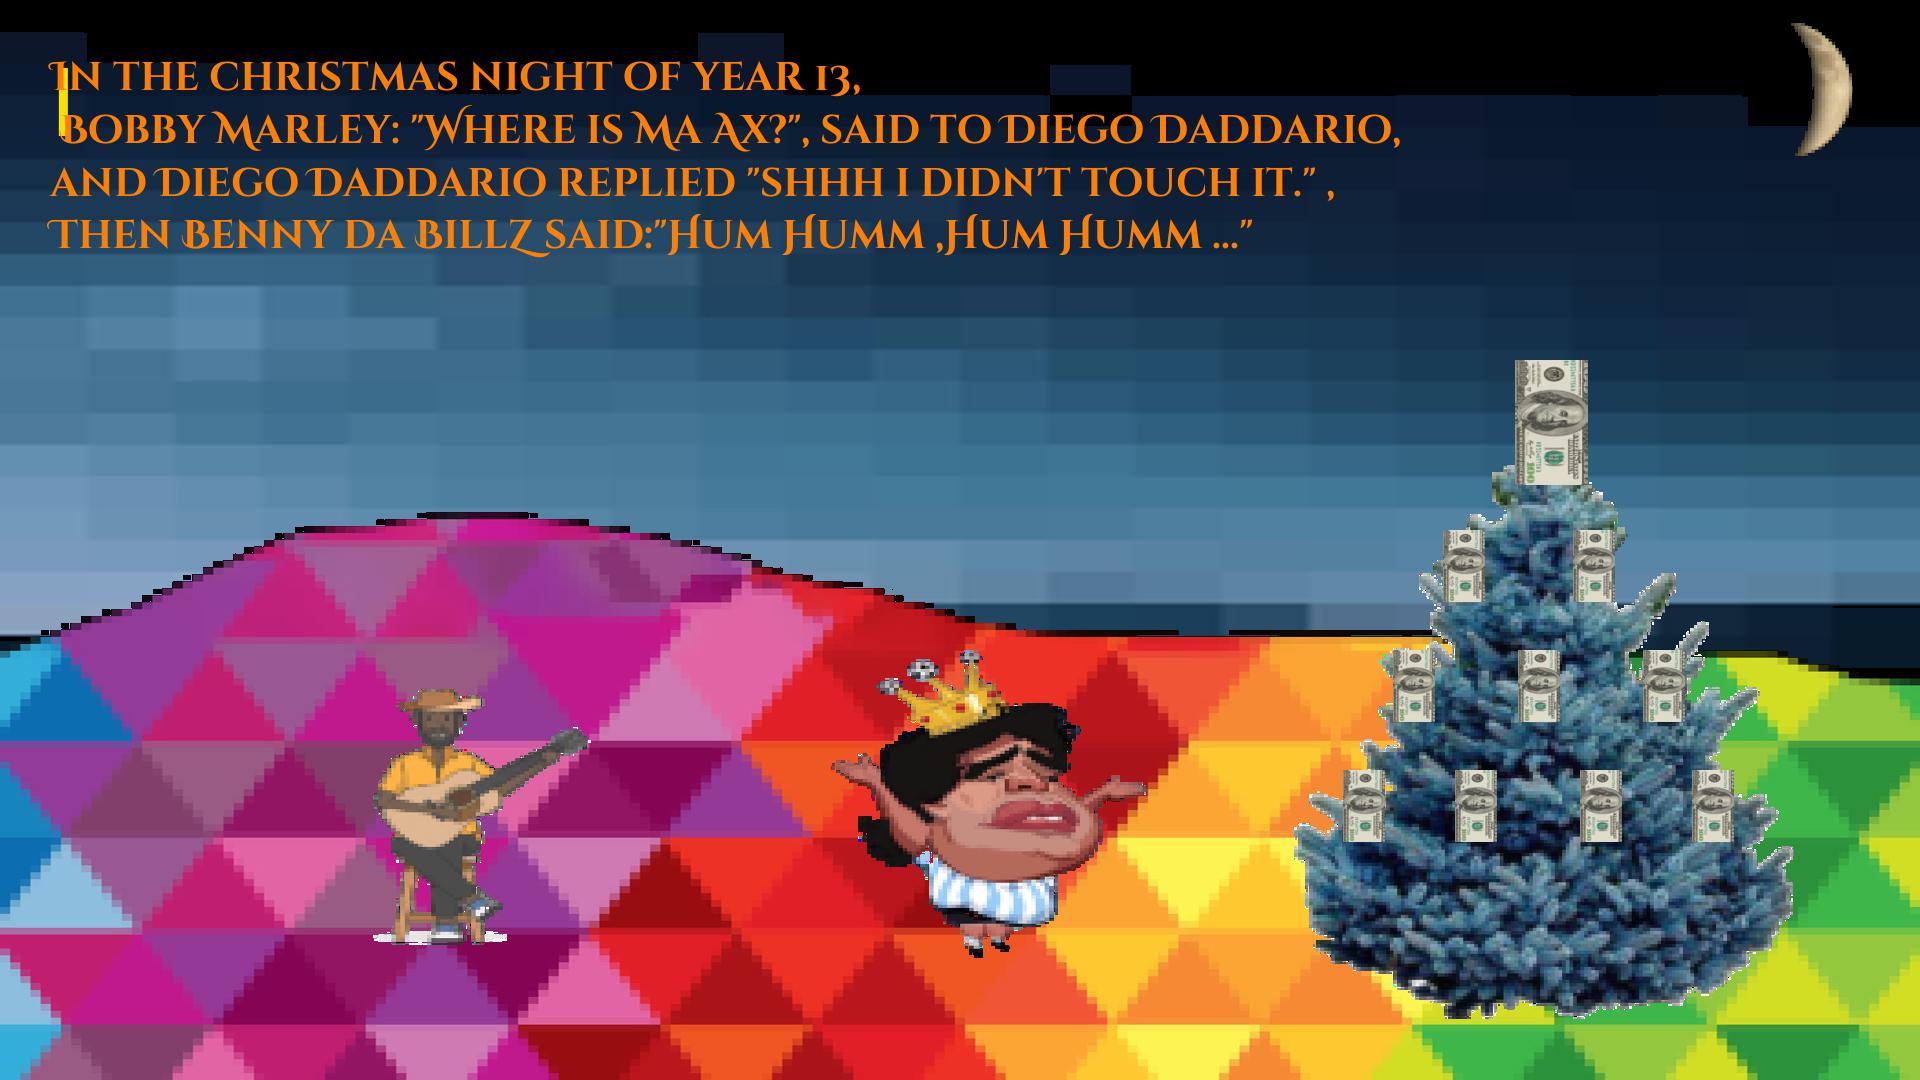 In the christmas night of year 13,
Bobby Marley: "Where is Ma Ax?", said to Diego Daddario,
and Diego Daddario replied "shhh i didn't touch it." ,
Then Benny da Billz said:"Hum Humm ,Hum Humm ..."